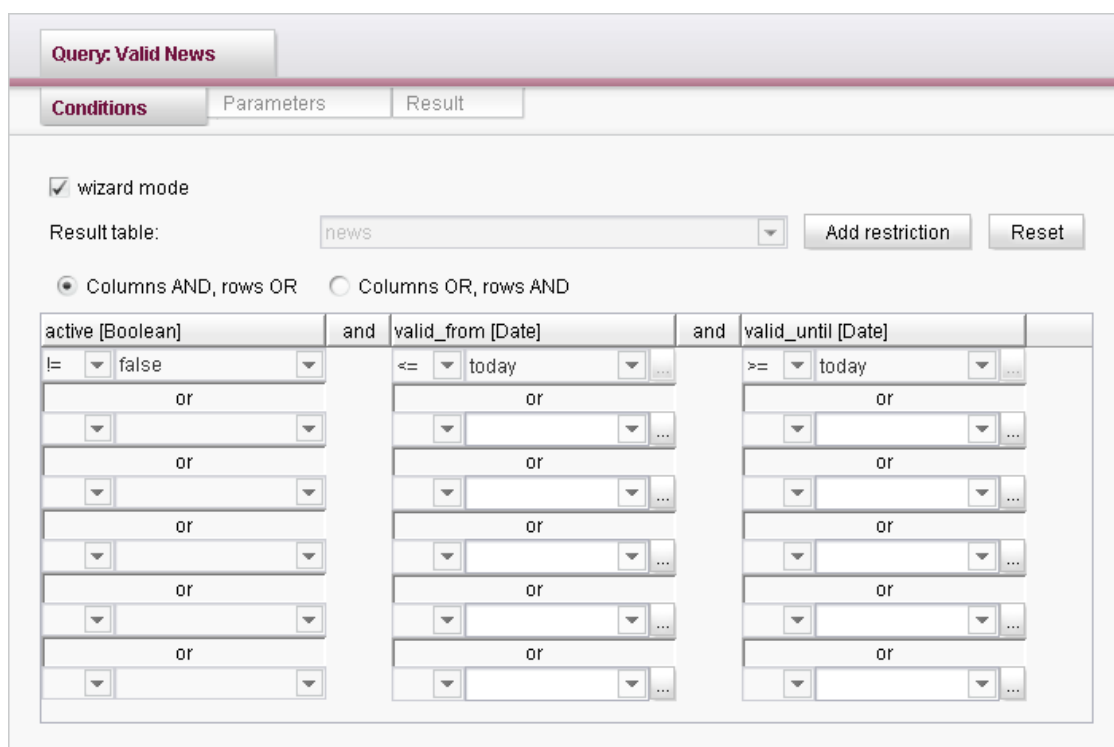 Query: Valid News
Conditions Parameters Result
wizard mode
Result table: news Add restriction Reset
Columns AND, rows OR Columns OR, rows AND
active [Boolean] and valid_from [Date] and valid_until [Date]
!= false <= today ... >= today ...
or or or
... ...
or or or
... ...
or or or
... ...
or or or
... ...
or or or
... ...